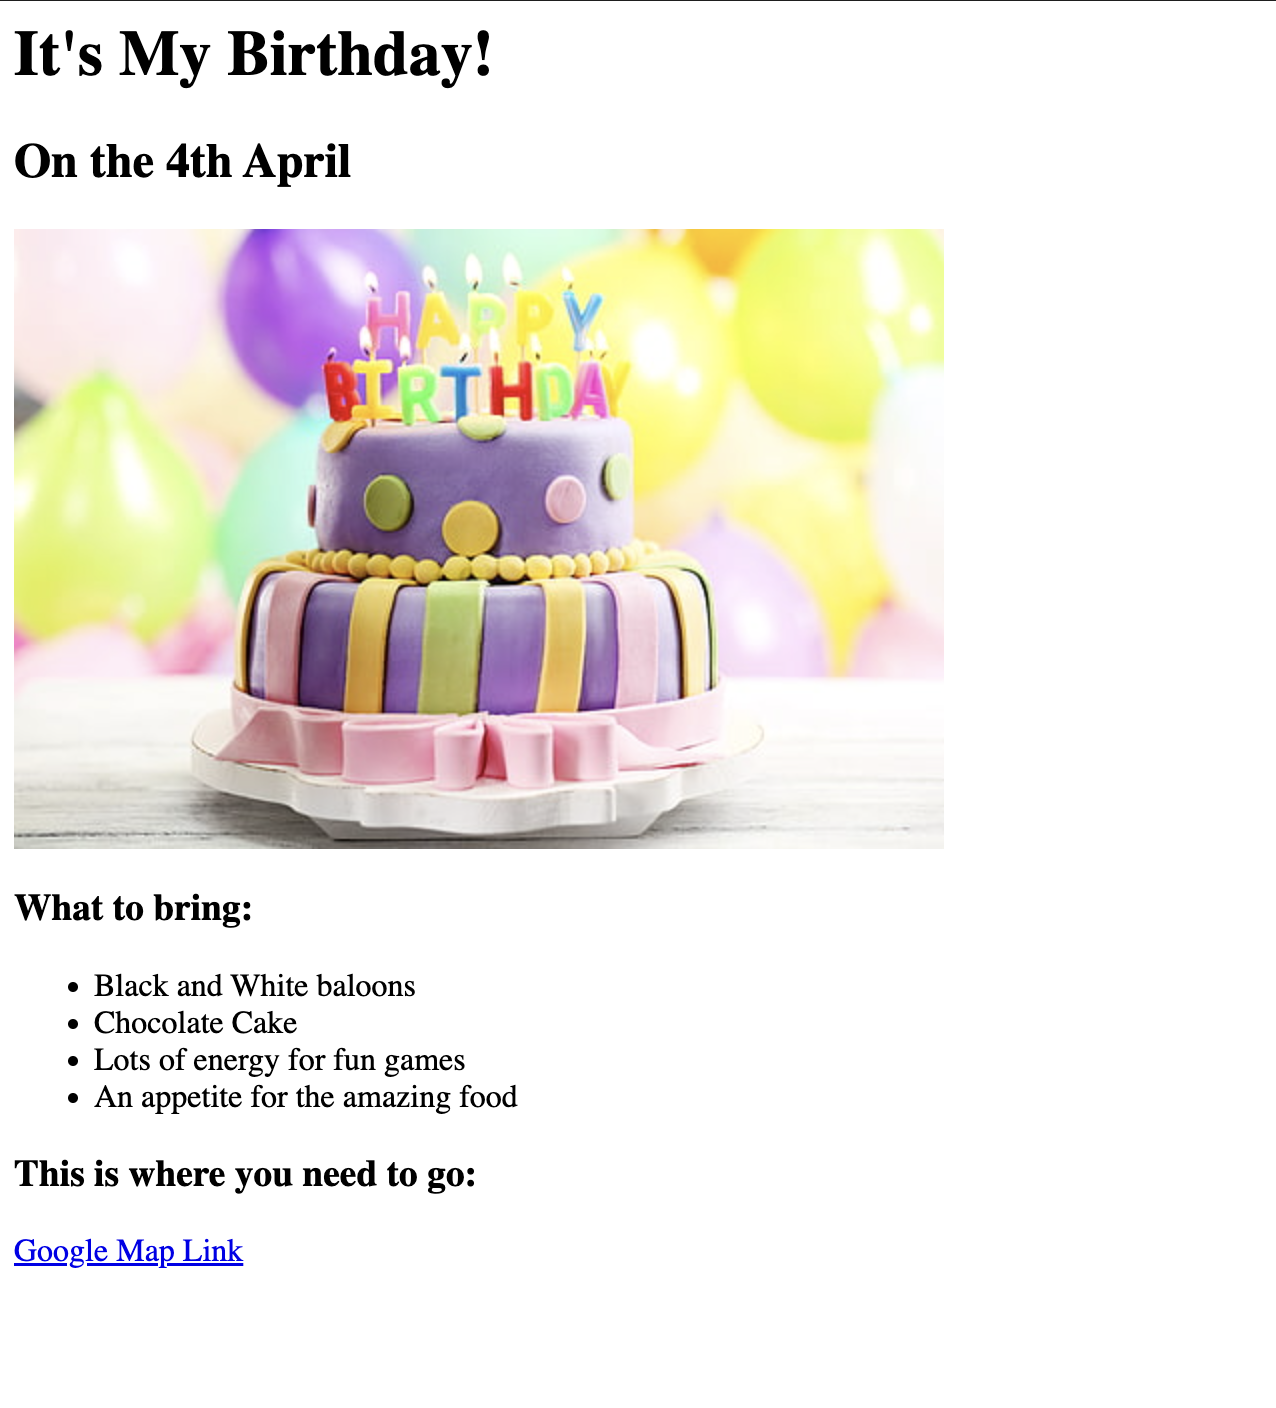 It's My Birthday!
On the 4th April
HAPPY
BIRTHDAY
What to bring:
Black and White baloons
Chocolate Cake
Lots of energy for fun games
An appetite for the amazing food
This is where you need to go:
Google Map Link